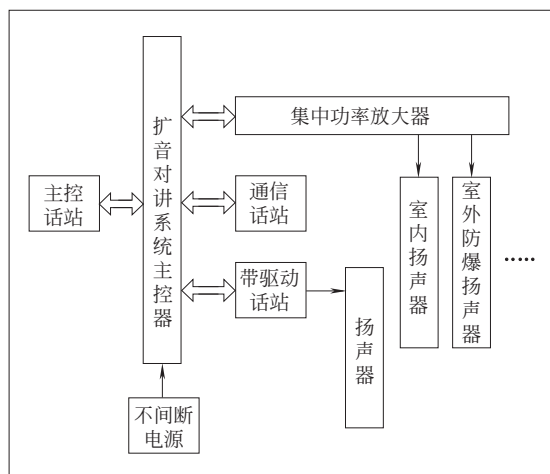 集中功率放大器
扩音对讲系统主控器
主控
话站
通信
话站
室内扬声器
室外防爆扬声器
.....
带驱动
话站
扬声器
不间断
电源